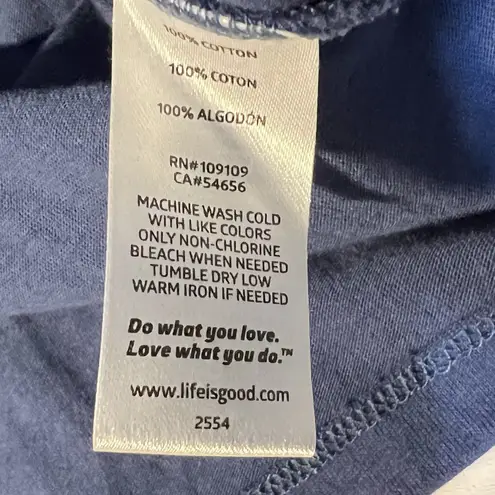 100% COTTON
100% COTON
100% ALGODÓN
RN#109109
CA#54656
MACHINE WASH COLD
WITH LIKE COLORS
ONLY NON-CHLORINE
BLEACH WHEN NEEDED
TUMBLE DRY LOW
WARM IRON IF NEEDED
Do what you love.
Love what you do.™
www.lifeisgood.com
2554